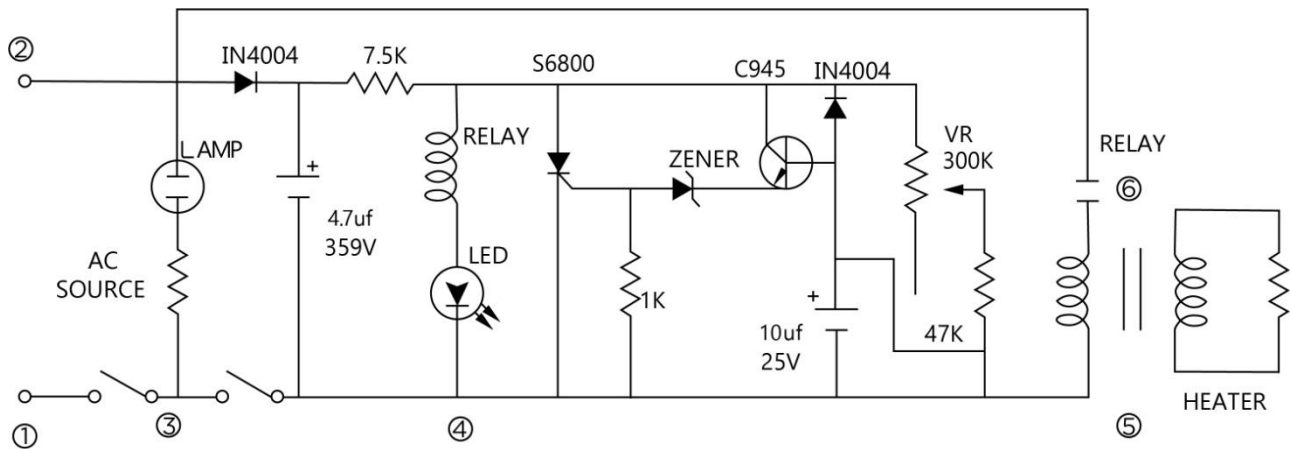 ②
IN4004
7.5K
S6800
C945
IN4004
LAMP
RELAY
ZENER
VR
300K
RELAY
⑥
+
4.7uf
359V
AC
SOURCE
LED
1K
+
10uf
25V
47K
HEATER
①
③
④
⑤